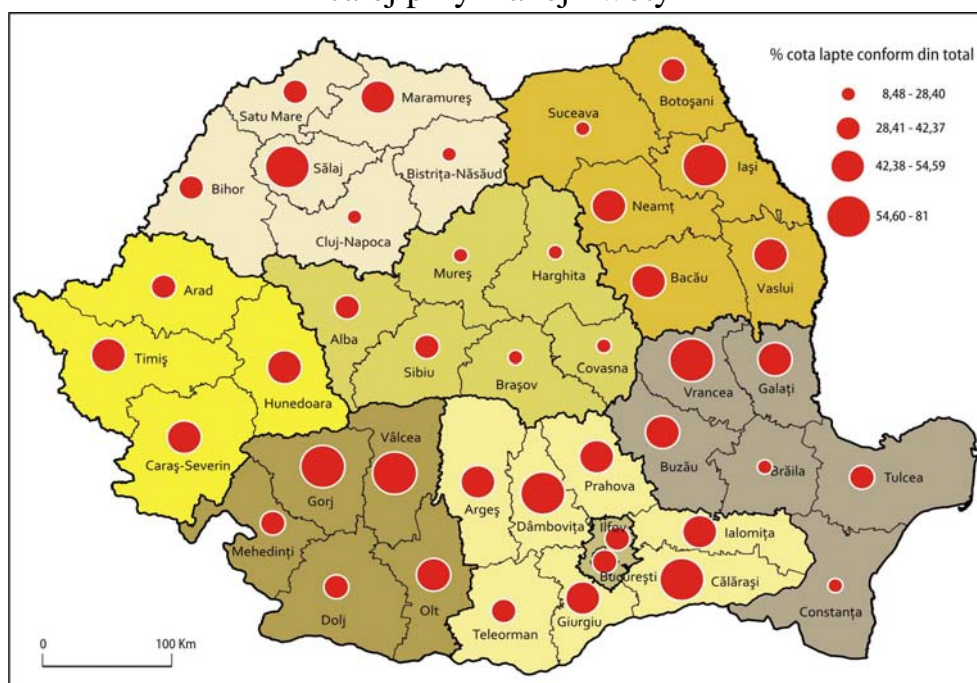 % cota lapte conform din total
8,48 - 28,40
28,41 - 42,37
42,38 - 54,59
54,60 - 81
Satu Mare
Maramureş
Suceava
Botoşani
Bihor
Sălaj
Bistriţa-Năsăud
Iaşi
Cluj-Napoca
Neamţ
Mureş
Harghita
Bacău
Vaslui
Arad
Alba
Timiş
Sibiu
Braşov
Covasna
Hunedoara
Vrancea
Galaţi
Caraş-Severin
Vâlcea
Gorj
Argeş
Dâmboviţa
Prahova
Buzău
Brăila
Tulcea
Mehedinţi
Ilfov
Bucureşti
Ialomiţa
Călăraşi
Dolj
Olt
Teleorman
Giurgiu
Constanţa
0
100 Km